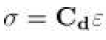 σ = C_d ε